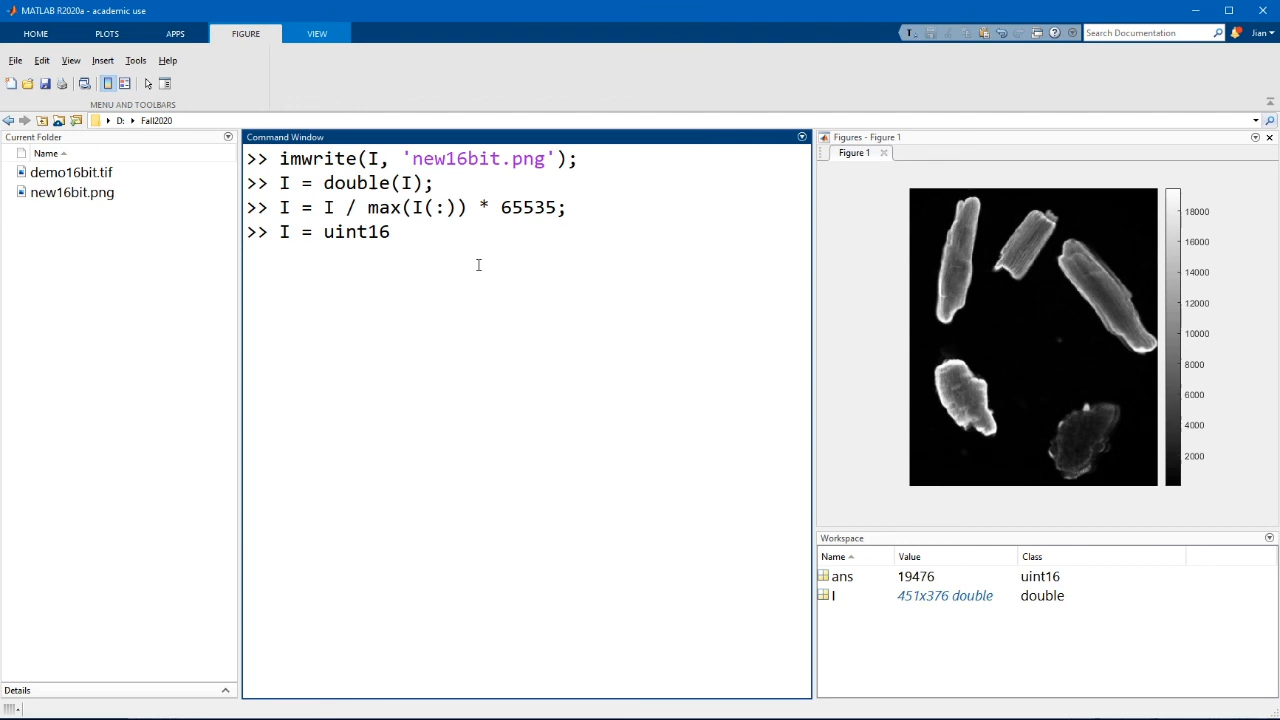 MATLAB R2020a - academic use
HOME PLOTS APPS FIGURE VIEW
Search Documentation
Jian
File Edit View Insert Tools Help
MENU AND TOOLBARS
D: Fall2020
Current Folder
Name
demo16bit.tif
new16bit.png
Details
Command Window
>> imwrite(I, 'new16bit.png');
>> I = double(I);
>> I = I / max(I(:)) * 65535;
>> I = uint16
Figures - Figure 1
Figure 1
18000
16000
14000
12000
10000
8000
6000
4000
2000
Workspace
Name Value Class
ans 19476 uint16
I 451x376 double double